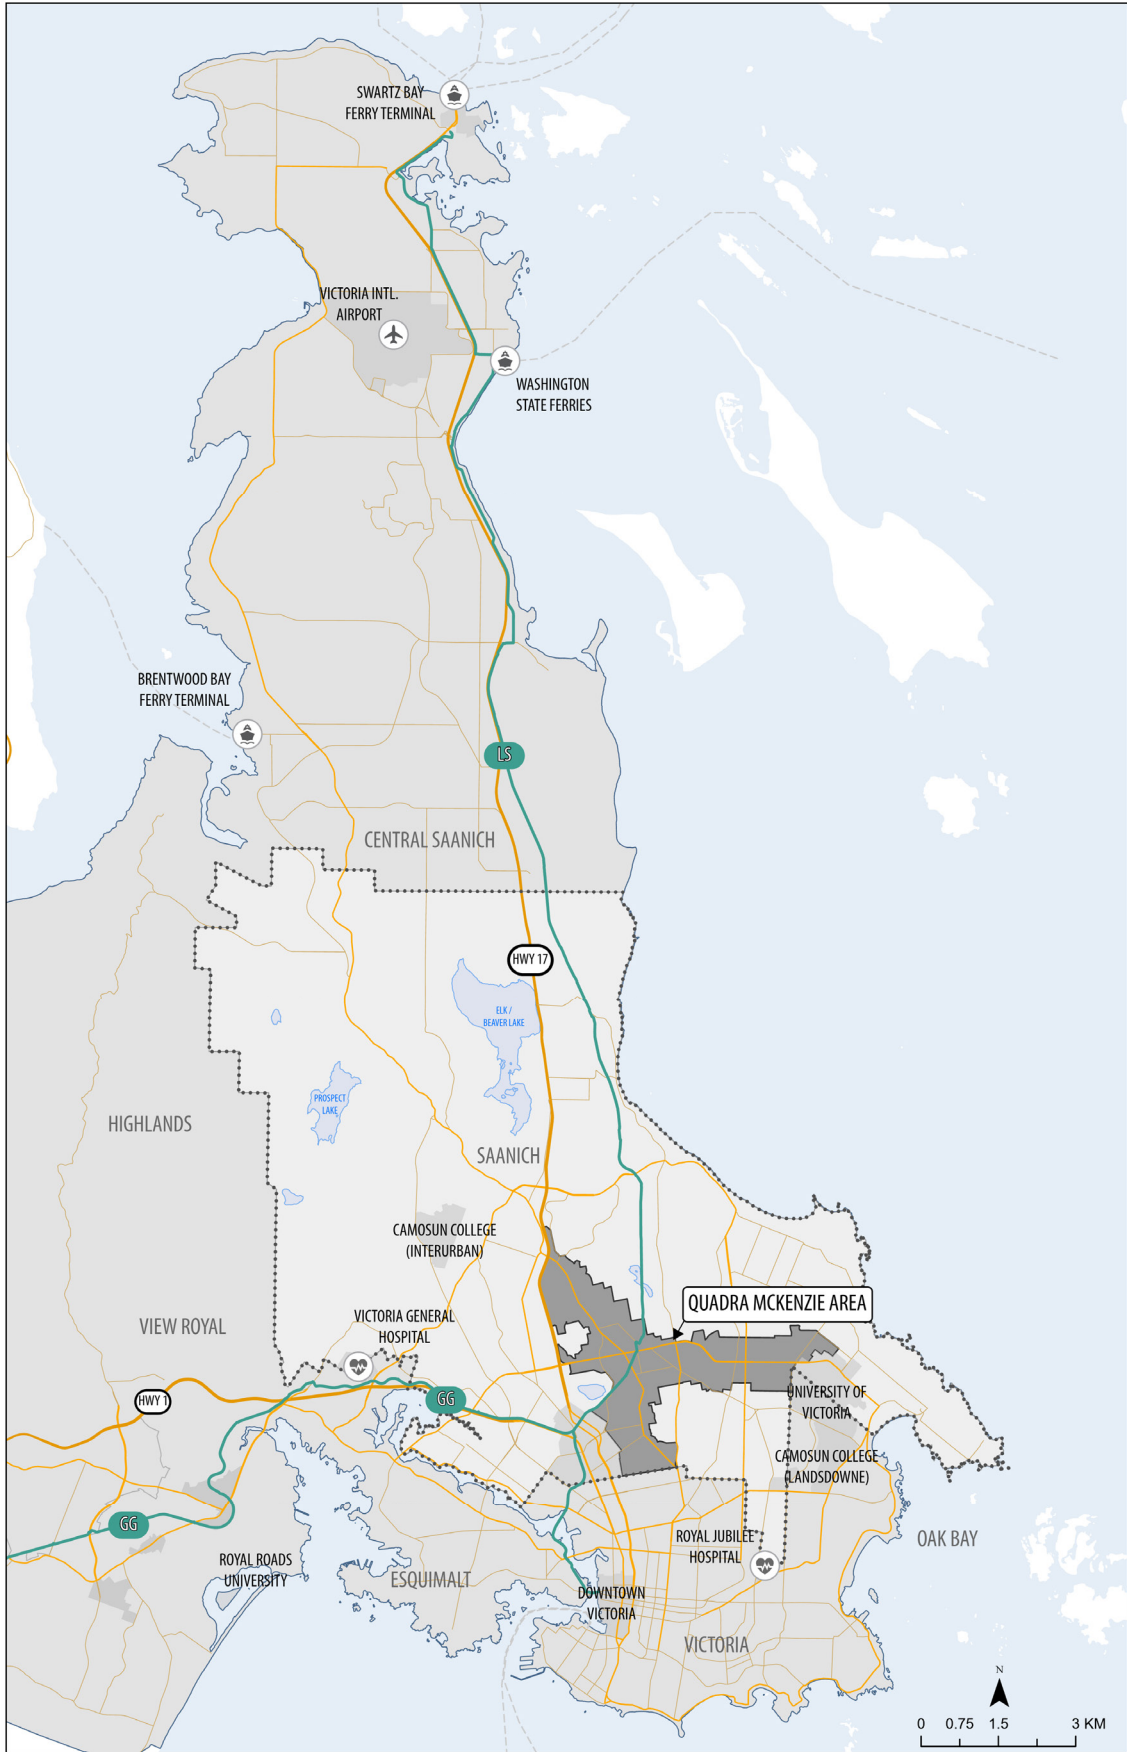 SWARTZ BAY
FERRY TERMINAL
VICTORIA INTL.
AIRPORT
WASHINGTON
STATE FERRIES
BRENTWOOD BAY
FERRY TERMINAL
LS
CENTRAL SAANICH
HWY 17
ELK /
BEAVER LAKE
PROSPECT
LAKE
HIGHLANDS
SAANICH
CAMOSUN COLLEGE
(INTERURBAN)
QUADRA MCKENZIE AREA
VICTORIA GENERAL
HOSPITAL
VIEW ROYAL
HWY 1
GG
UNIVERSITY OF
VICTORIA
CAMOSUN COLLEGE
(LANDSDOWNE)
GG
ROYAL JUBILEE
HOSPITAL
OAK BAY
ROYAL ROADS
UNIVERSITY
ESQUIMALT
DOWNTOWN
VICTORIA
VICTORIA
N
0 0.75 1.5 3 KM